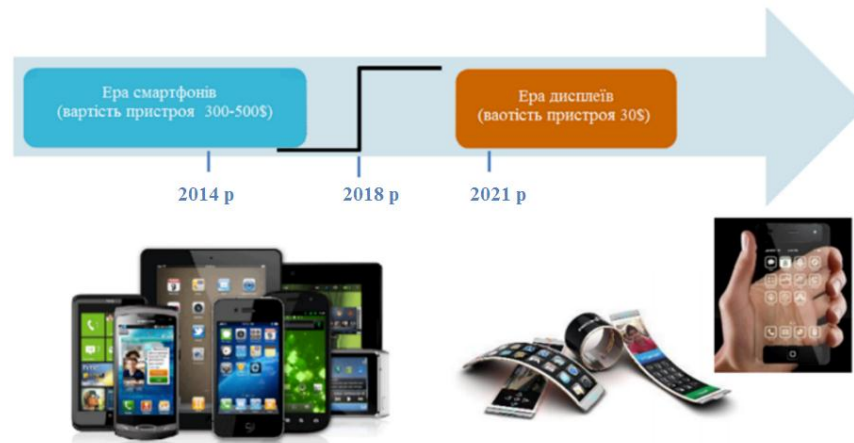 Ера смартфонів
(вартість пристроя 300-500$)
Ера дисплеїв
(ваотість пристроя 30$)
2014 р
2018 р
2021 р